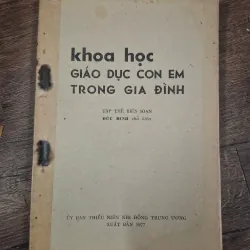 khoa học
GIÁO DỤC CON EM
TRONG GIA ĐÌNH
TẬP THỂ BIÊN SOẠN
ĐỨC MINH chủ biên
ỦY BAN THIẾU NIÊN NHI ĐỒNG TRUNG ƯƠNG
XUẤT BẢN 1977